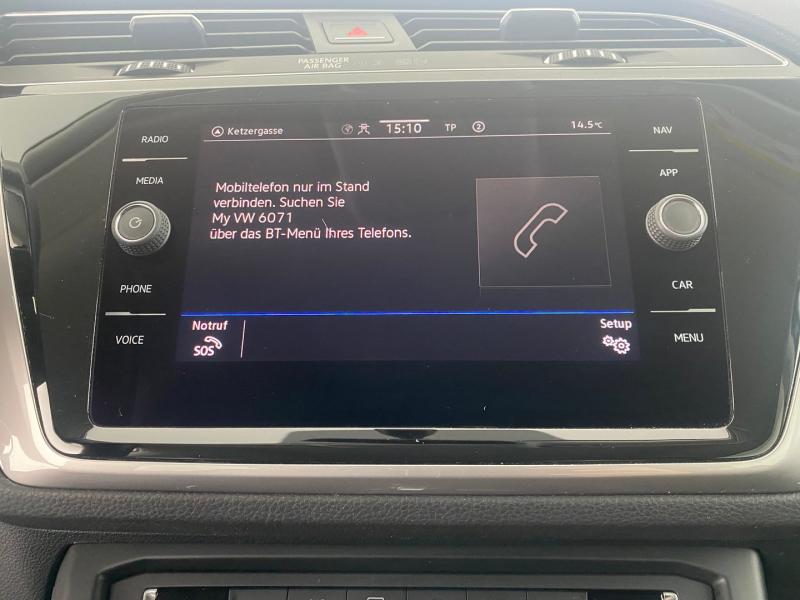 PASSENGER
AIR BAG
RADIO
MEDIA
PHONE
VOICE
Ketzergasse 15:10 TP 2 14.5°C
Mobiltelefon nur im Stand
verbinden. Suchen Sie
My VW 6071
über das BT-Menü Ihres Telefons.
Notruf
SOS
Setup
NAV
APP
CAR
MENU